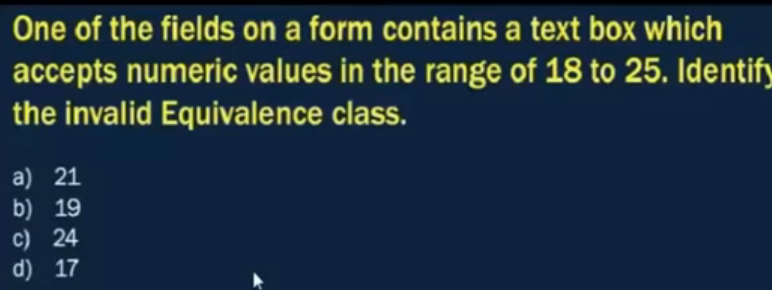 One of the fields on a form contains a text box which
accepts numeric values in the range of 18 to 25. Identify
the invalid Equivalence class.
a) 21
b) 19
c) 24
d) 17